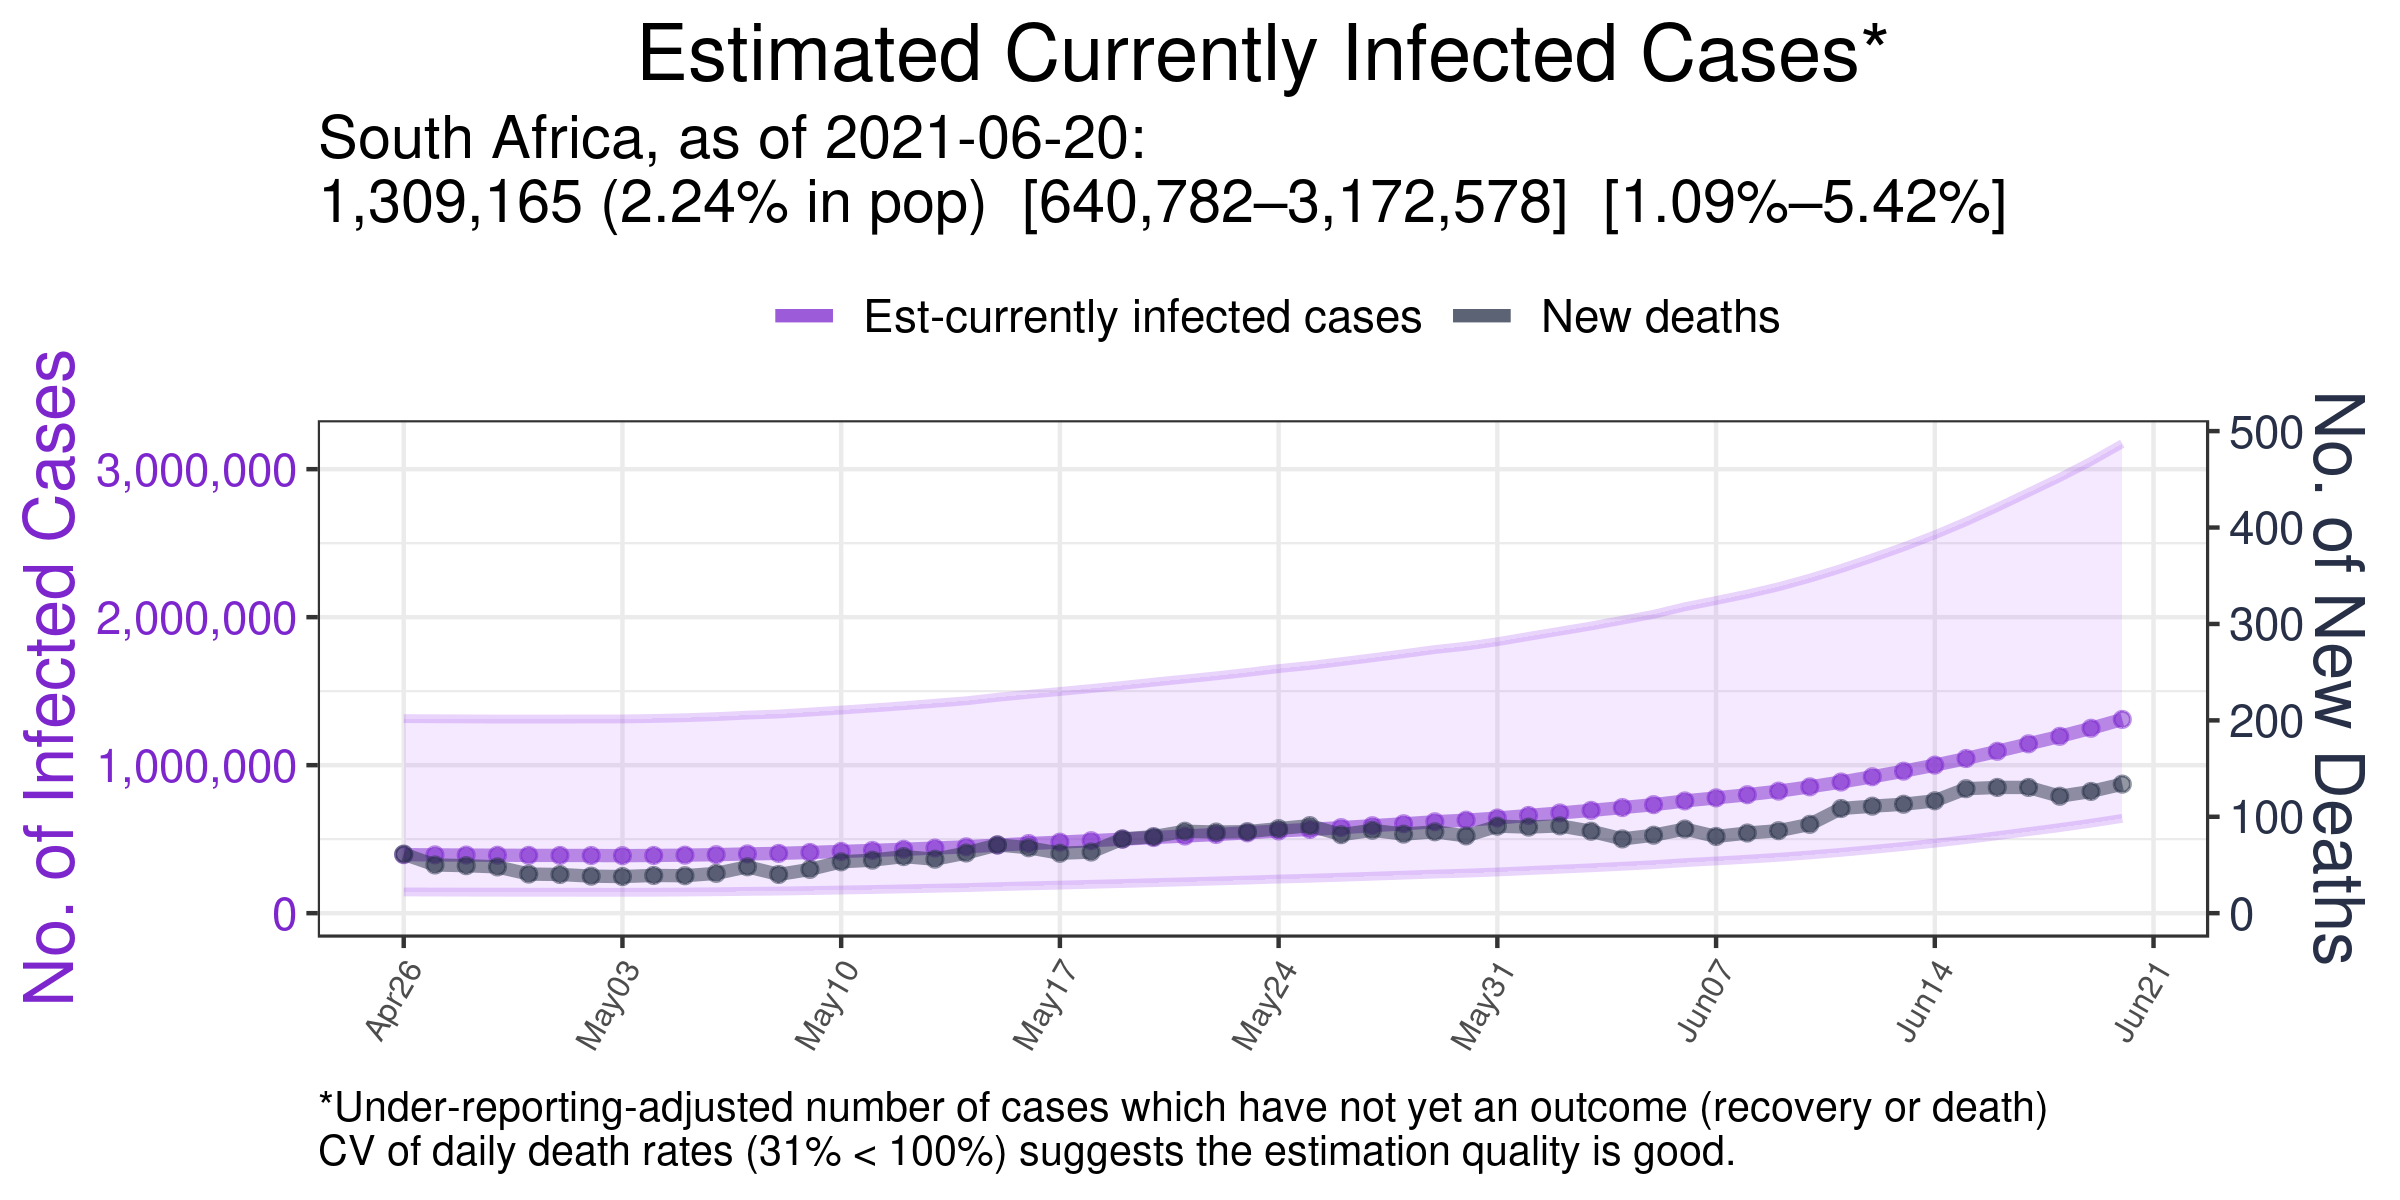 Estimated Currently Infected Cases*
South Africa, as of 2021-06-20:
1,309,165 (2.24% in pop)  [640,782–3,172,578]  [1.09%–5.42%]
Est-currently infected cases
New deaths
No. of Infected Cases
3,000,000
2,000,000
1,000,000
0
500
400
300
200
100
0
No. of New Deaths
Apr26
May03
May10
May17
May24
May31
Jun07
Jun14
Jun21
*Under-reporting-adjusted number of cases which have not yet an outcome (recovery or death)
CV of daily death rates (31% < 100%) suggests the estimation quality is good.